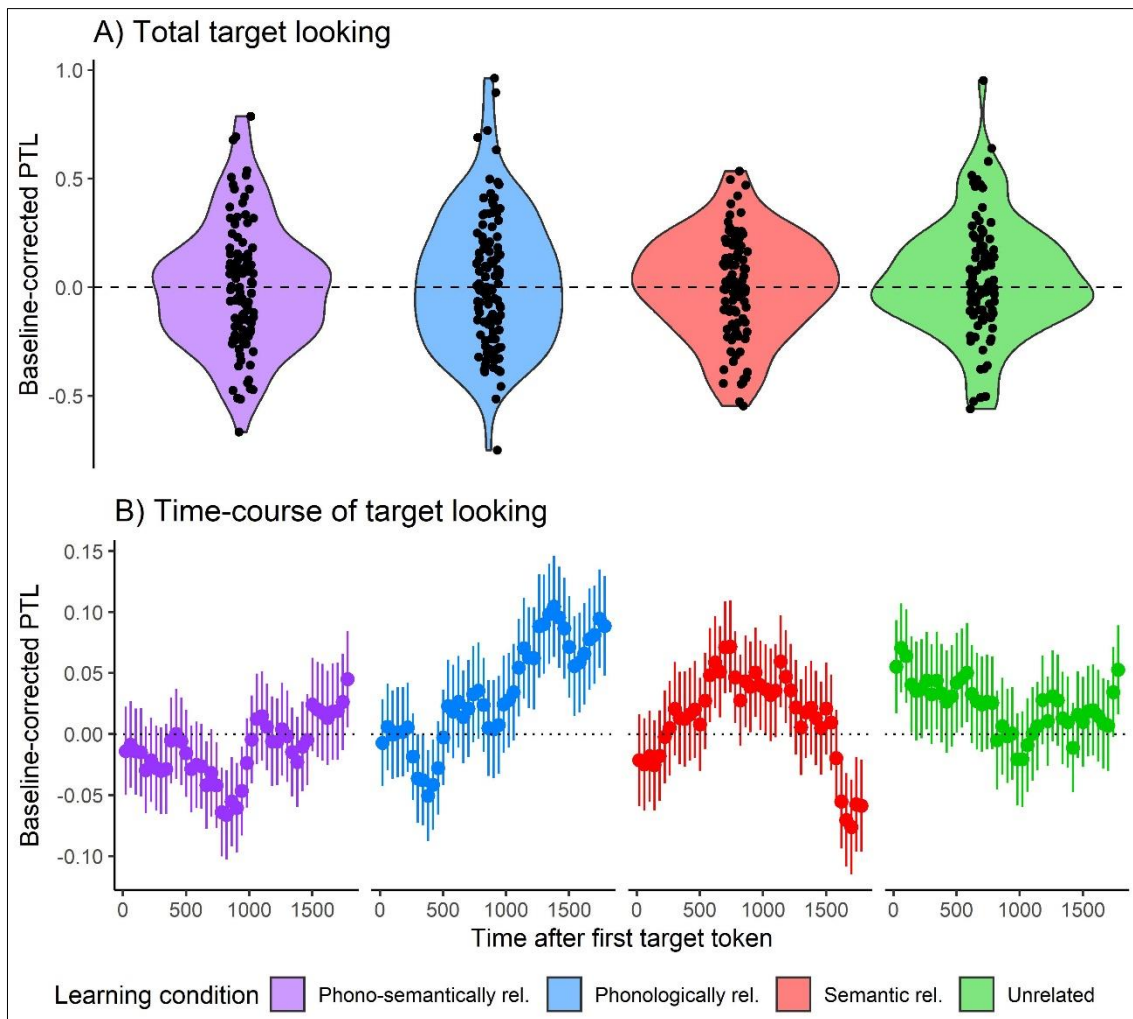 A) Total target looking
Baseline-corrected PTL
1.0
0.5
0.0
-0.5
B) Time-course of target looking
Baseline-corrected PTL
0.15
0.10
0.05
0.00
-0.05
-0.10
0 500 1000 1500 0 500 1000 1500 0 500 1000 1500 0 500 1000 1500
Time after first target token
Learning condition Phono-semantically rel. Phonologically rel. Semantic rel. Unrelated